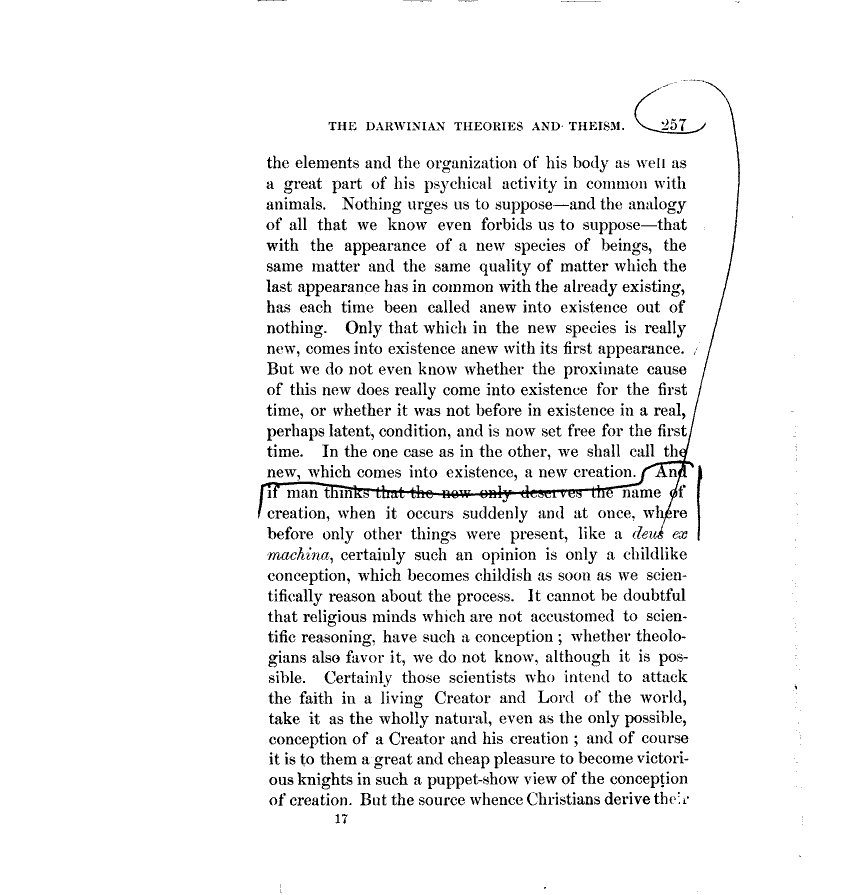 THE DARWINIAN THEORIES AND THEISM. 257
the elements and the organization of his body as well as
a great part of his psychical activity in common with
animals. Nothing urges us to suppose—and the analogy
of all that we know even forbids us to suppose—that
with the appearance of a new species of beings, the
same matter and the same quality of matter which the
last appearance has in common with the already existing,
has each time been called anew into existence out of
nothing. Only that which in the new species is really
new, comes into existence anew with its first appearance.
But we do not even know whether the proximate cause
of this new does really come into existence for the first
time, or whether it was not before in existence in a real,
perhaps latent, condition, and is now set free for the first
time. In the one case as in the other, we shall call the
new, which comes into existence, a new creation. And
if man thinks that the new only deserves the name of
creation, when it occurs suddenly and at once, where
before only other things were present, like a deus ex
machina, certainly such an opinion is only a childlike
conception, which becomes childish as soon as we scien-
tifically reason about the process. It cannot be doubtful
that religious minds which are not accustomed to scien-
tific reasoning, have such a conception ; whether theolo-
gians also favor it, we do not know, although it is pos-
sible. Certainly those scientists who intend to attack
the faith in a living Creator and Lord of the world,
take it as the wholly natural, even as the only possible,
conception of a Creator and his creation ; and of course
it is to them a great and cheap pleasure to become victori-
ous knights in such a puppet-show view of the conception
of creation. But the source whence Christians derive their
17